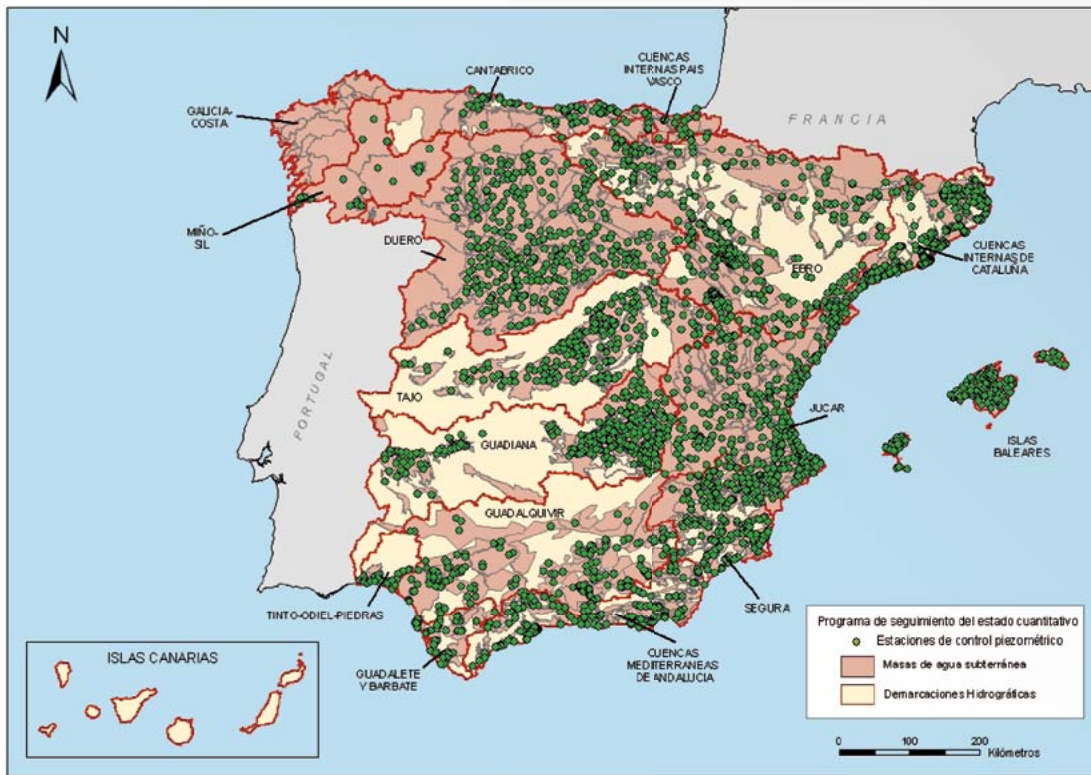 N
CANTABRICO
CUENCAS
INTERNAS PAIS
VASCO
GALICIA-
COSTA
FRANCIA
MIÑO-
SIL
DUERO
EBRO
CUENCAS
INTERNAS DE
CATALUÑA
PORTUGAL
TAJO
JUCAR
GUADIANA
ISLAS
BALEARES
GUADALQUIVIR
TINTO-ODIEL-PIEDRAS
SEGURA
GUADALETE
Y BARBATE
CUENCAS
MEDITERRANEAS
DE ANDALUCIA
ISLAS CANARIAS
Programa de seguimiento del estado cuantitativo
Estaciones de control piezométrico
Masas de agua subterránea
Demarcaciones Hidrográficas
0 100 200
Kilómetros